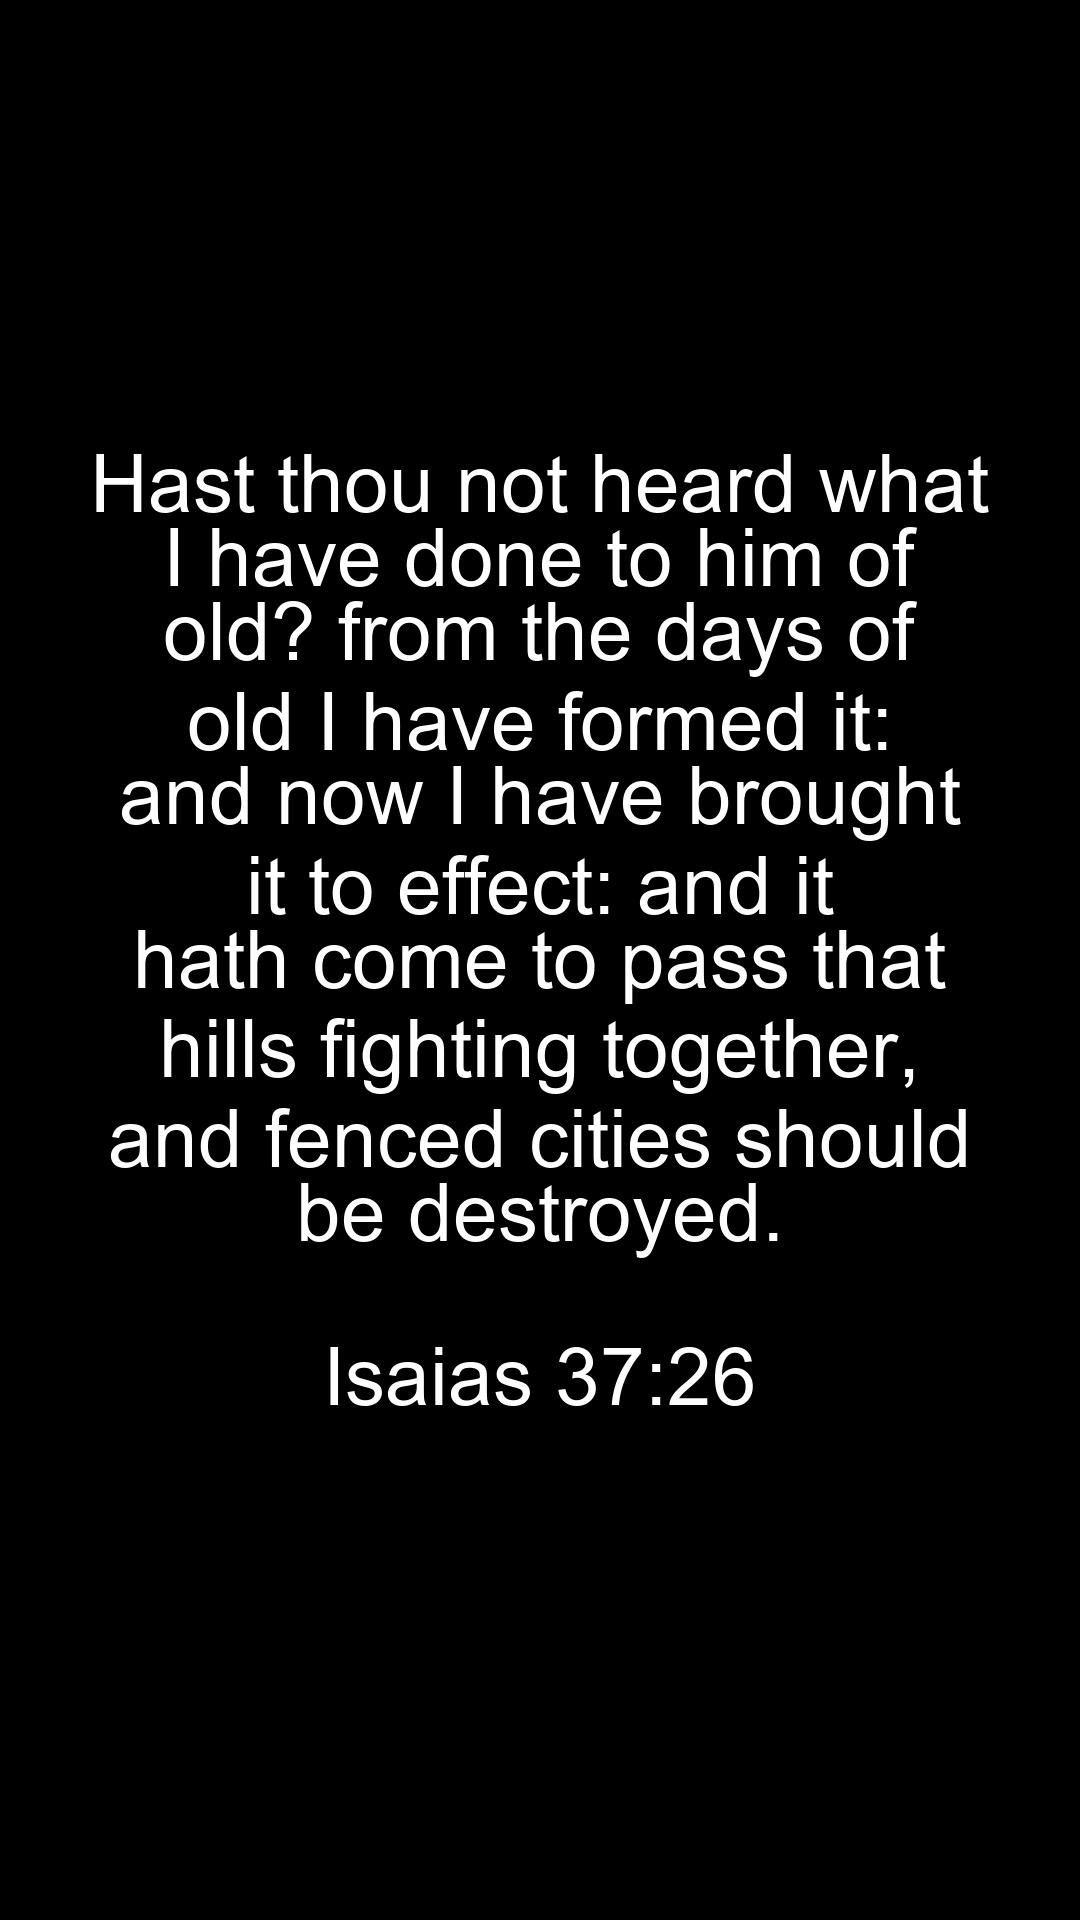 Hast thou not heard what
I have done to him of
old? from the days of
old I have formed it:
and now I have brought
it to effect: and it
hath come to pass that
hills fighting together,
and fenced cities should
be destroyed.
Isaias 37:26